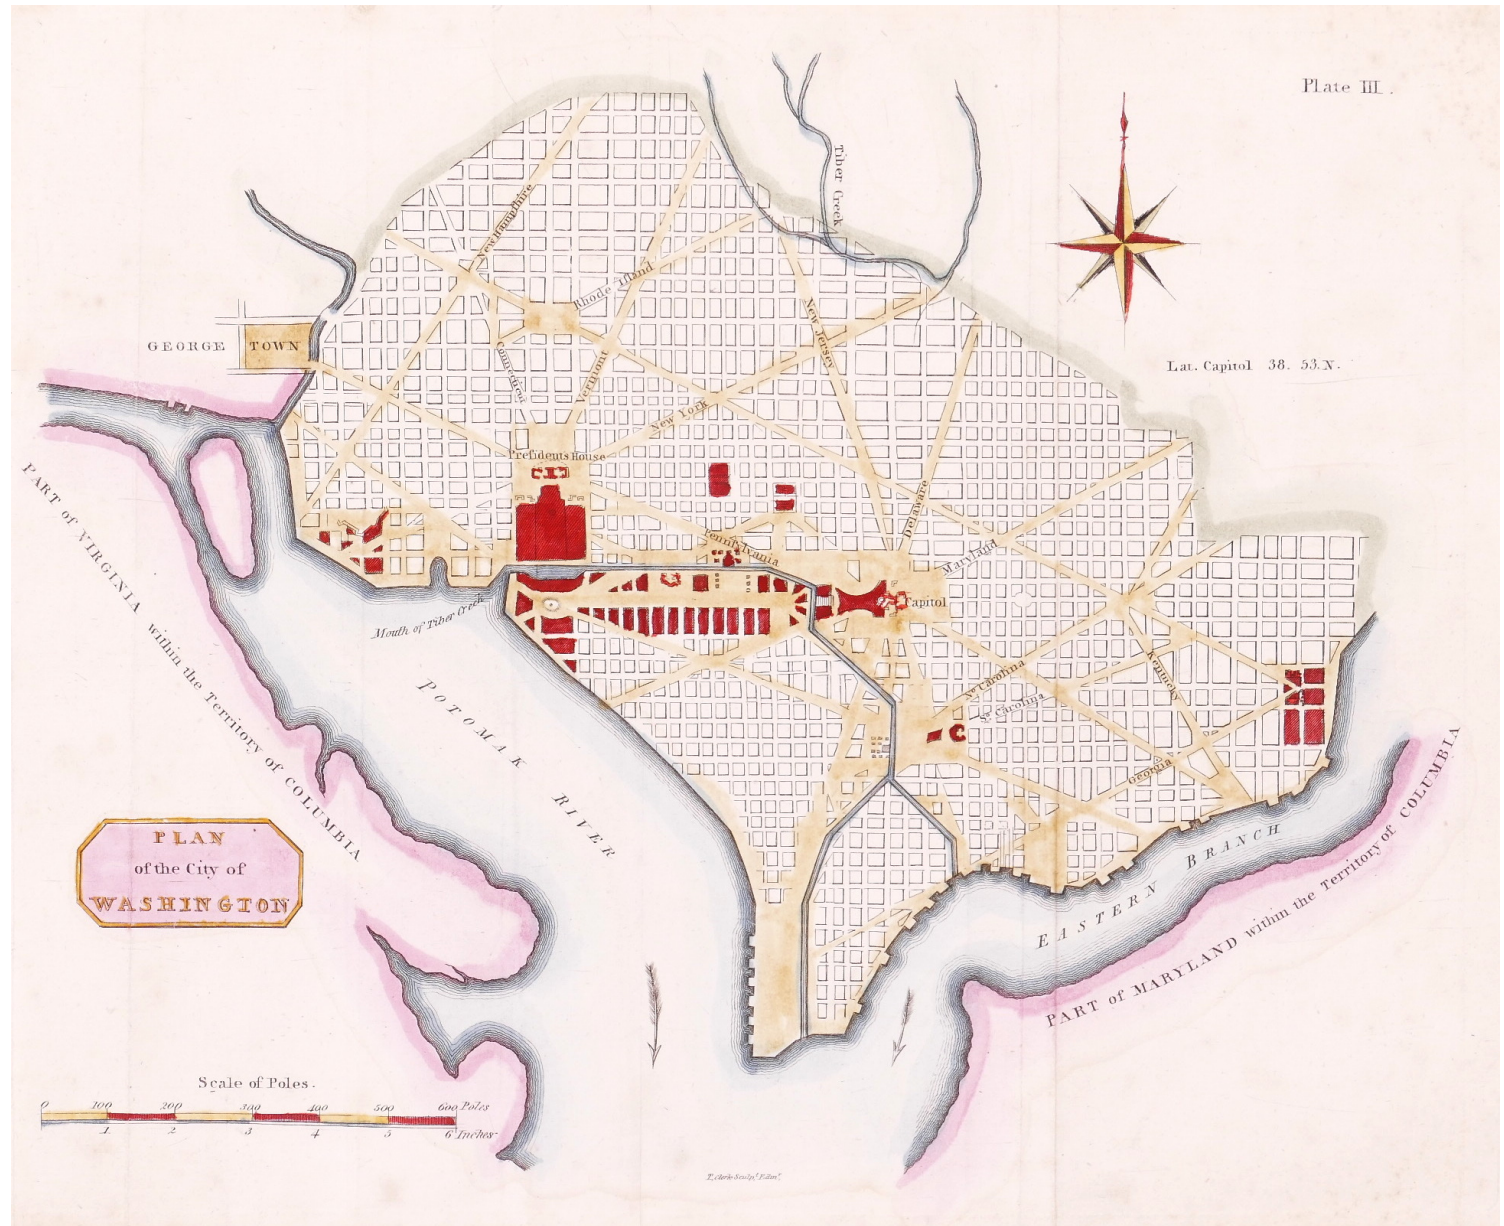 Plate III.
Tiber Creek
New Hampshire
Rhode Island
New Jersey
GEORGE TOWN
Connecticut
Vermont
Lat. Capitol 38. 53. N.
New York
Presidents House
PART of VIRGINIA within the Territory of COLUMBIA
Delaware
Pennsylvania
Maryland
Mouth of Tiber Creek
Capitol
Kentucky
No. Carolina
So. Carolina
POTOMAK RIVER
Georgia
PLAN
of the City of
WASHINGTON
EASTERN BRANCH
PART of MARYLAND within the Territory of COLUMBIA
Scale of Poles.
0 100 200 300 400 500 600 Poles
1 2 3 4 5 6 Inches